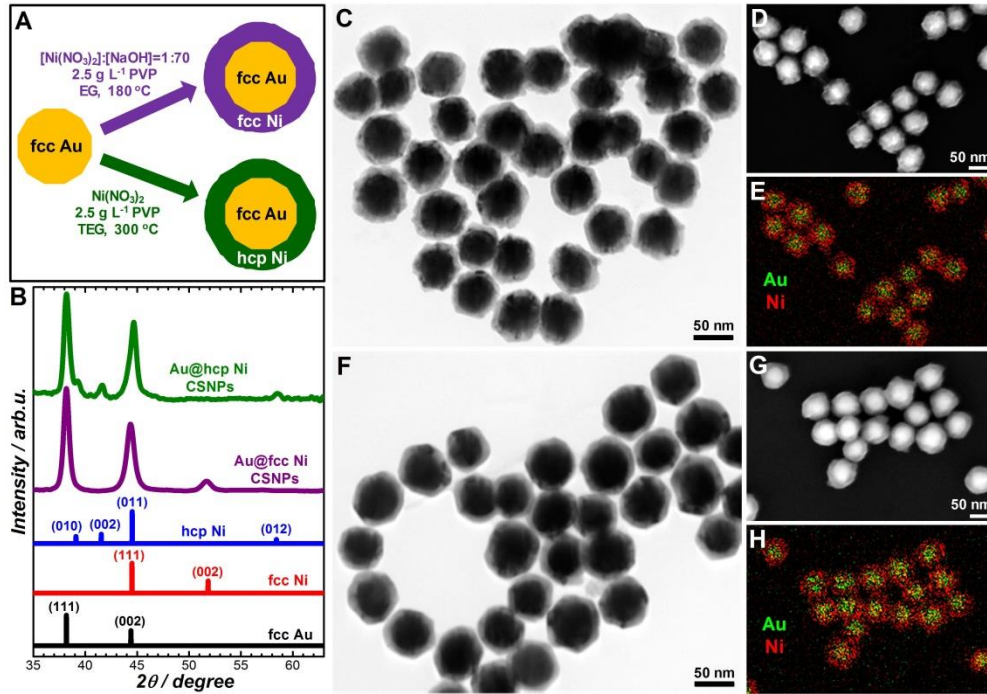 A
[Ni(NO₃)₂]:[NaOH]=1:70
2.5 g L⁻¹ PVP
EG, 180 °C
fcc Au
fcc Ni
fcc Au
Ni(NO₃)₂
2.5 g L⁻¹ PVP
TEG, 300 °C
fcc Au
hcp Ni
B
Intensity / arb.u.
Au@hcp Ni
CSNPs
Au@fcc Ni
CSNPs
(011)
(010)
(002)
hcp Ni
(012)
(111)
(002)
fcc Ni
(111)
(002)
fcc Au
35 40 45 50 55 60
2θ / degree
C
50 nm
D
50 nm
E
Au
Ni
F
50 nm
G
50 nm
H
Au
Ni